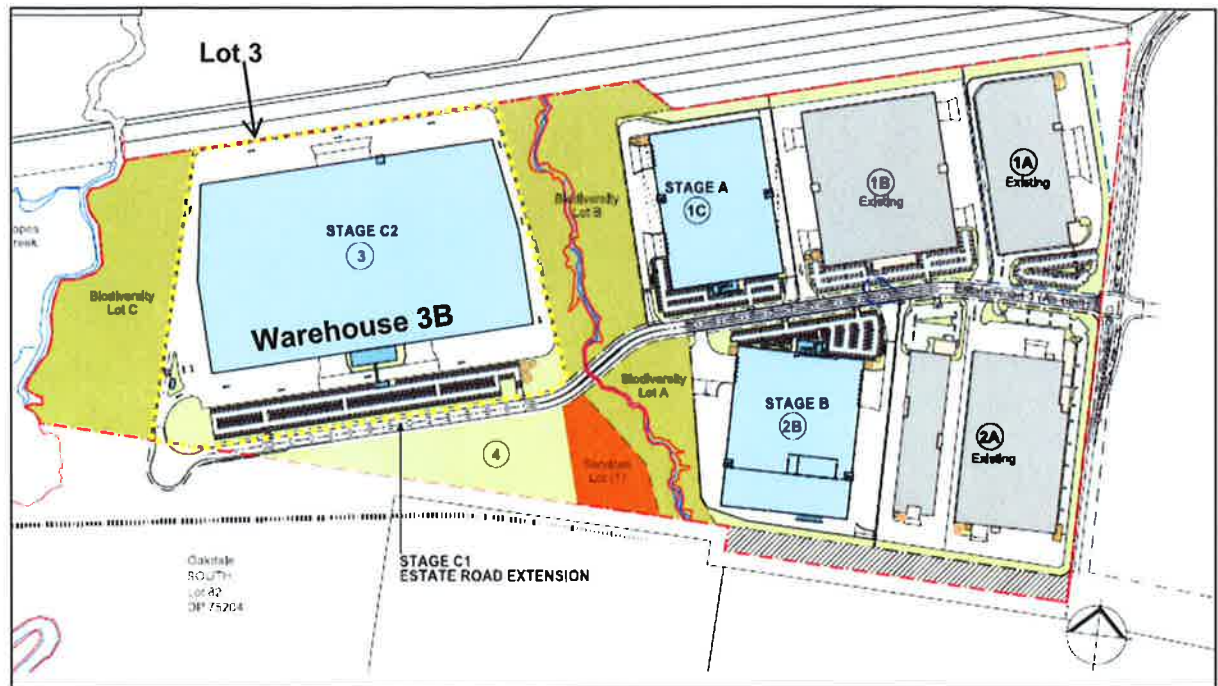 Lot 3
STAGE A
1C
1B
Existing
1A
Existing
Biodiversity
Lot B
STAGE C2
3
Biodiversity
Lot C
Warehouse 3B
Biodiversity
Lot A
STAGE B
2B
2A
Existing
4
Oakdale
SOUTH
STAGE C1
ESTATE ROAD EXTENSION